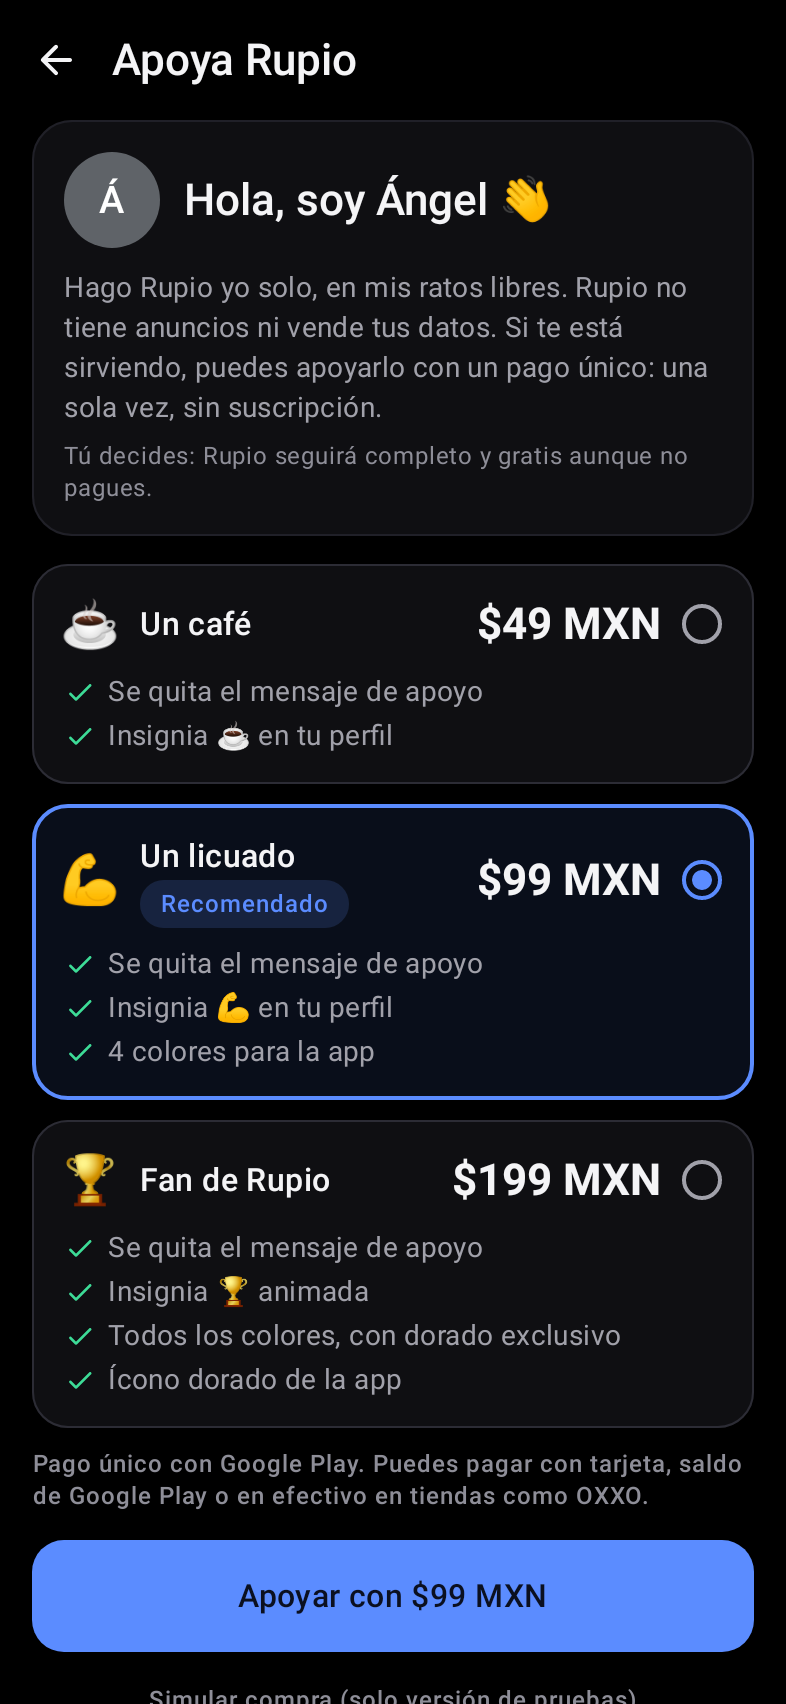 Apoya Rupio
Á
Hola, soy Ángel 👋
Hago Rupio yo solo, en mis ratos libres. Rupio no
tiene anuncios ni vende tus datos. Si te está
sirviendo, puedes apoyarlo con un pago único: una
sola vez, sin suscripción.
Tú decides: Rupio seguirá completo y gratis aunque no
pagues.
☕ Un café $49 MXN
Se quita el mensaje de apoyo
Insignia ☕ en tu perfil
Un licuado
💪 $99 MXN
Recomendado
Se quita el mensaje de apoyo
Insignia 💪 en tu perfil
4 colores para la app
🏆 Fan de Rupio $199 MXN
Se quita el mensaje de apoyo
Insignia 🏆 animada
Todos los colores, con dorado exclusivo
Ícono dorado de la app
Pago único con Google Play. Puedes pagar con tarjeta, saldo
de Google Play o en efectivo en tiendas como OXXO.
Apoyar con $99 MXN
Simular compra (solo versión de pruebas)